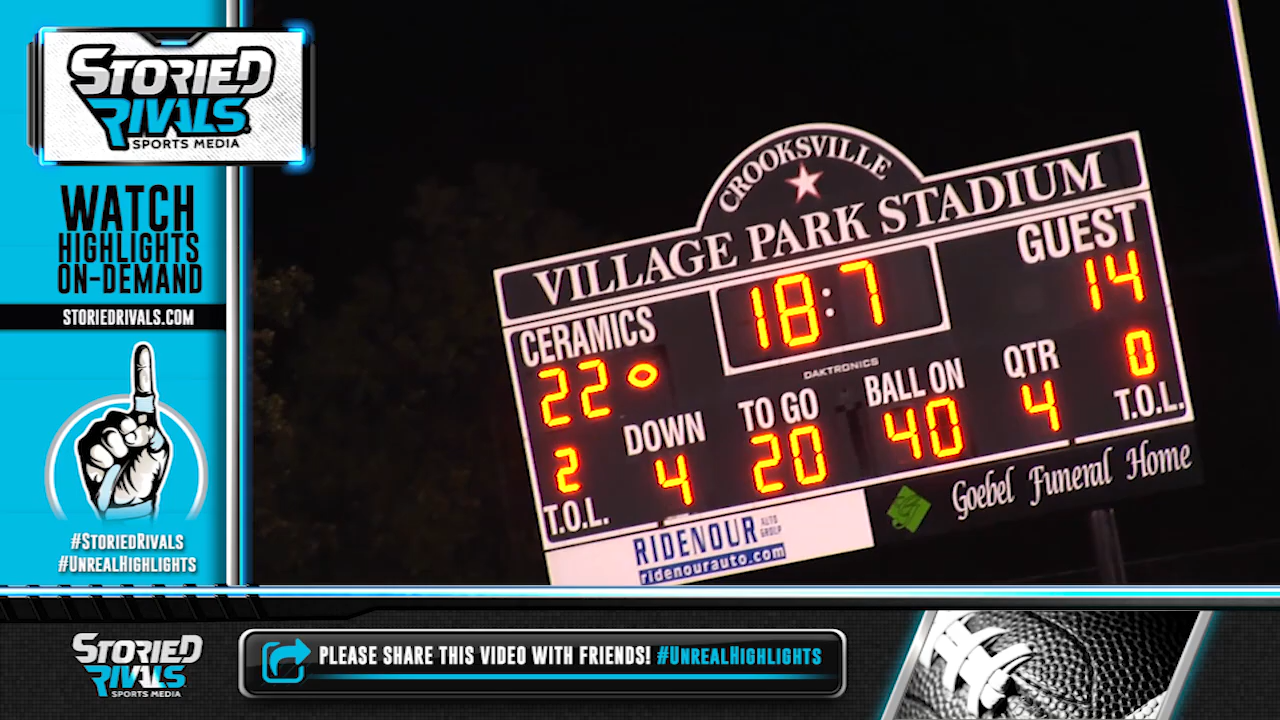 STORIED
RIVALS
SPORTS MEDIA
WATCH
HIGHLIGHTS
ON-DEMAND
STORIEDRIVALS.COM
#STORIEDRIVALS
#UNREALHIGHLIGHTS
CROOKSVILLE
VILLAGE PARK STADIUM
CERAMICS
22
18:7
GUEST
14
DAKTRONICS
2
T.O.L.
DOWN
4
TO GO
20
BALL ON
40
QTR
4
0
T.O.L.
RIDENOUR AUTO GROUP
ridenourauto.com
Goebel Funeral Home
STORIED
RIVALS
SPORTS MEDIA
PLEASE SHARE THIS VIDEO WITH FRIENDS! #UNREALHIGHLIGHTS